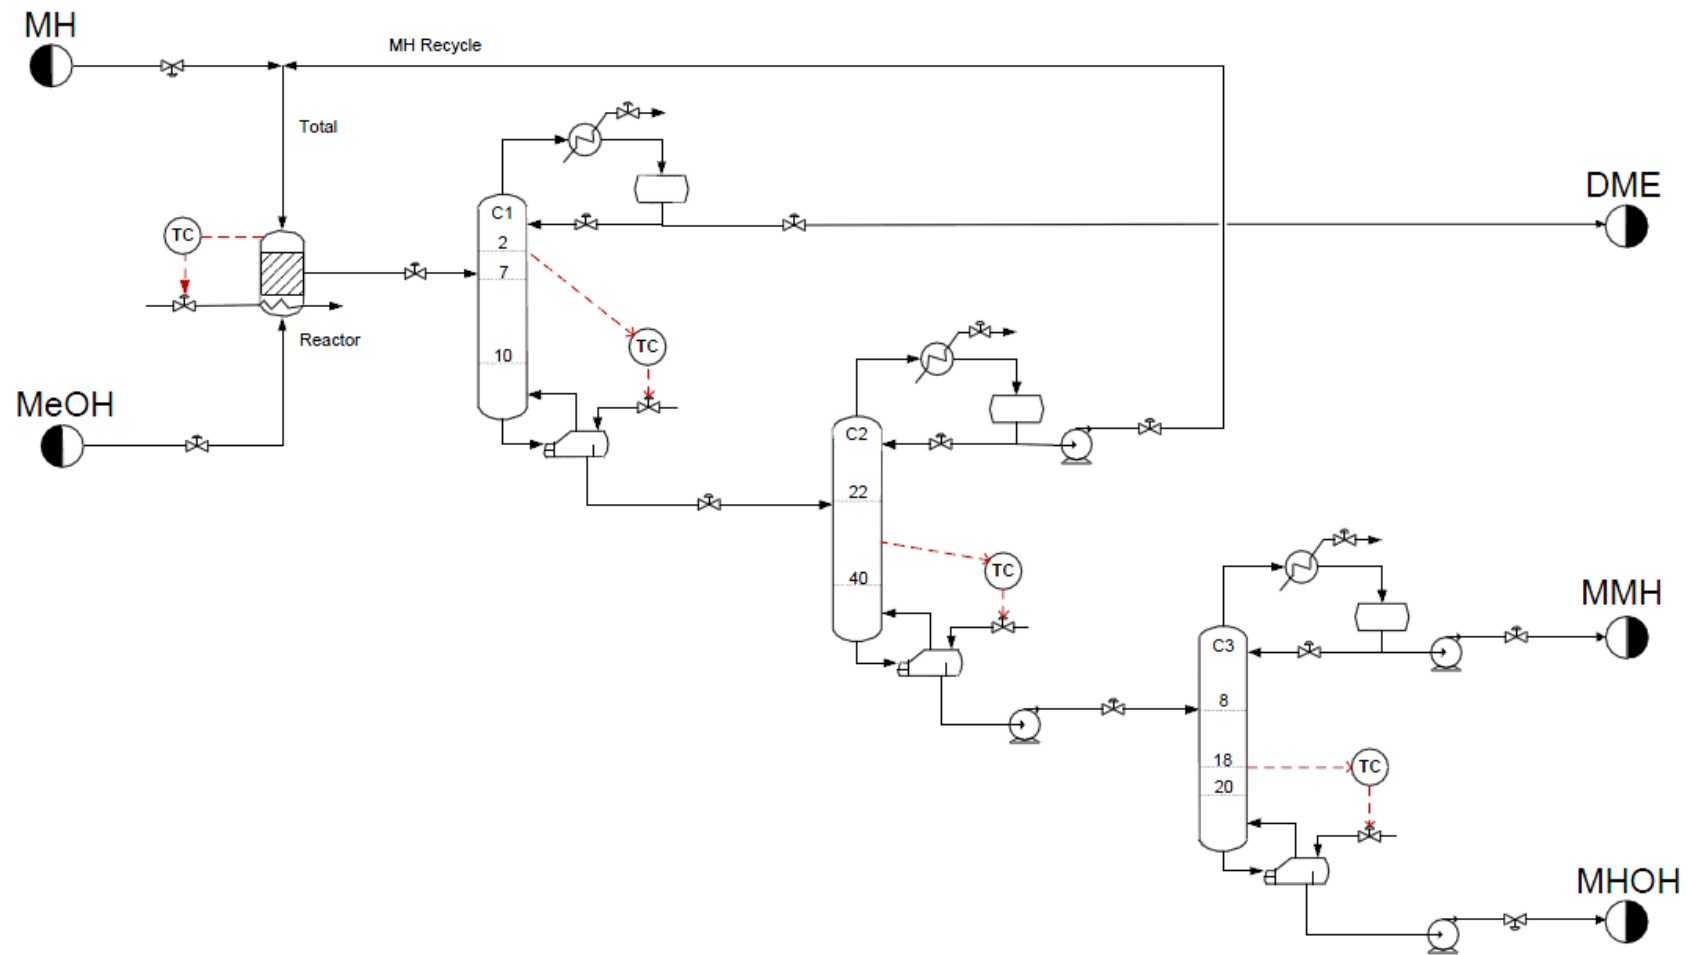 MH
MH Recycle
Total
DME
C1
TC
2
7
Reactor
TC
10
MeOH
C2
22
TC
40
MMH
C3
8
18
TC
20
MHOH